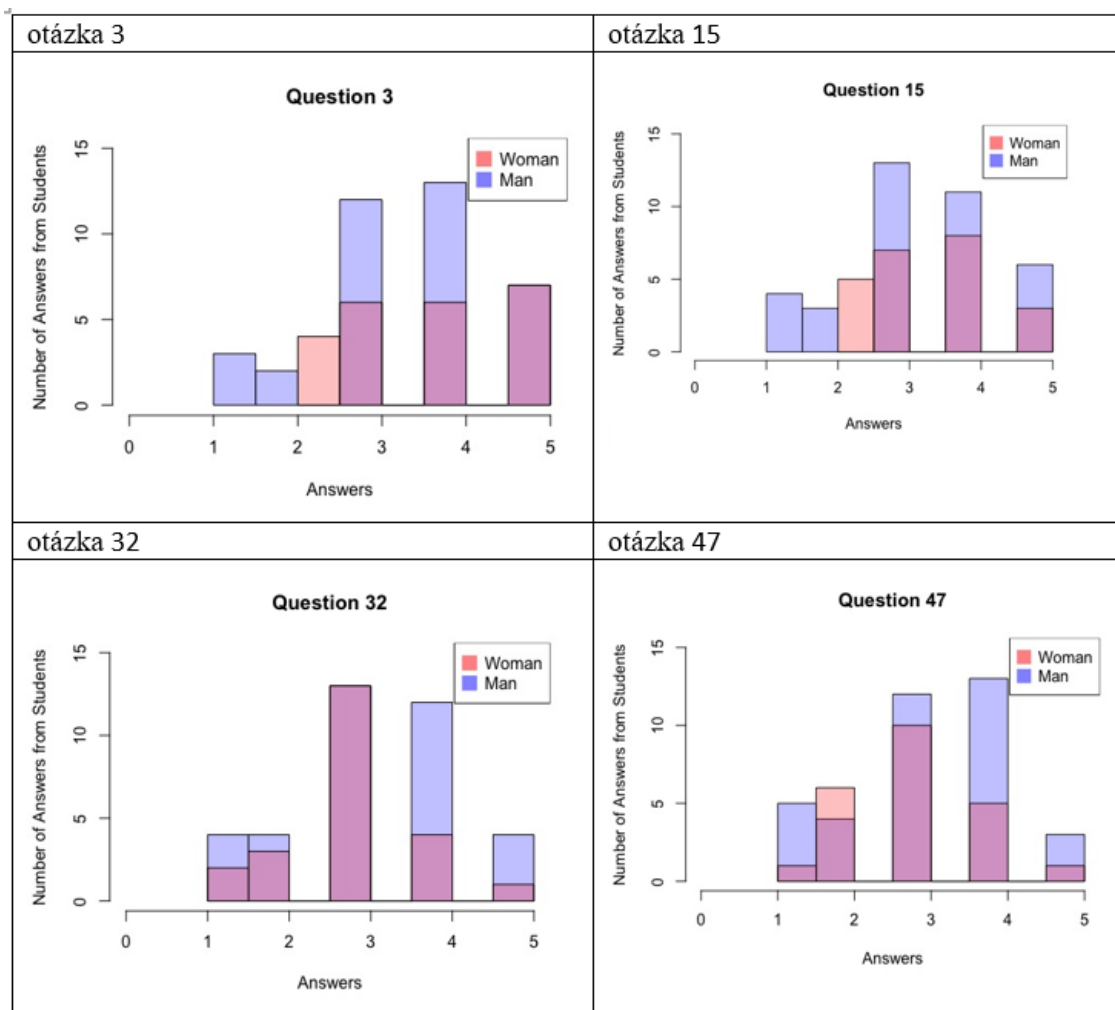 otázka 3
otázka 15
Question 3
Number of Answers from Students
15
10
5
0
Woman
Man
0 1 2 3 4 5
Answers
Question 15
Number of Answers from Students
15
10
5
0
Woman
Man
0 1 2 3 4 5
Answers
otázka 32
otázka 47
Question 32
Number of Answers from Students
15
10
5
0
Woman
Man
0 1 2 3 4 5
Answers
Question 47
Number of Answers from Students
15
10
5
0
Woman
Man
0 1 2 3 4 5
Answers